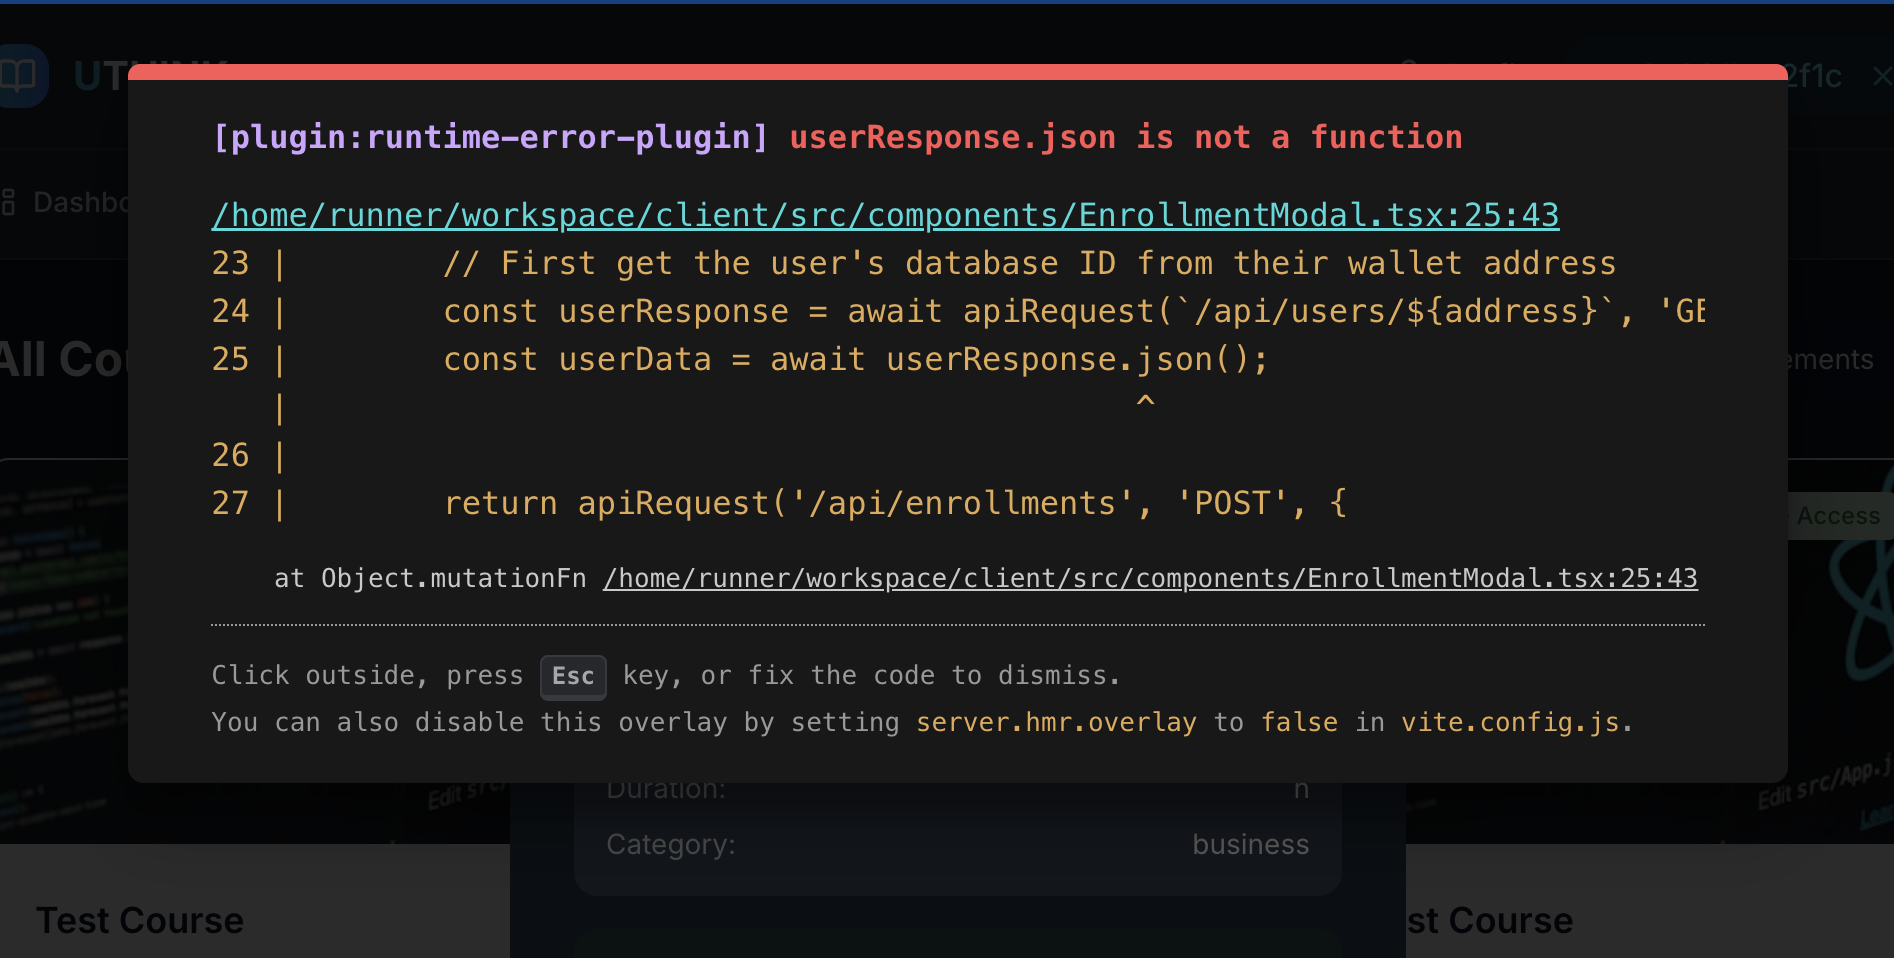 UTHINK
2f1c
[plugin:runtime-error-plugin] userResponse.json is not a function
Dashbo
/home/runner/workspace/client/src/components/EnrollmentModal.tsx:25:43
23 |        // First get the user's database ID from their wallet address
24 |        const userResponse = await apiRequest(`/api/users/${address}`, 'GE
25 |        const userData = await userResponse.json();
   |                                            ^
26 |
27 |        return apiRequest('/api/enrollments', 'POST', {
All Cou
ements
Access
at Object.mutationFn /home/runner/workspace/client/src/components/EnrollmentModal.tsx:25:43
Click outside, press Esc key, or fix the code to dismiss.
You can also disable this overlay by setting server.hmr.overlay to false in vite.config.js.
Duration:
Edit src/
Edit src/App.j
Category: business
Test Course
st Course